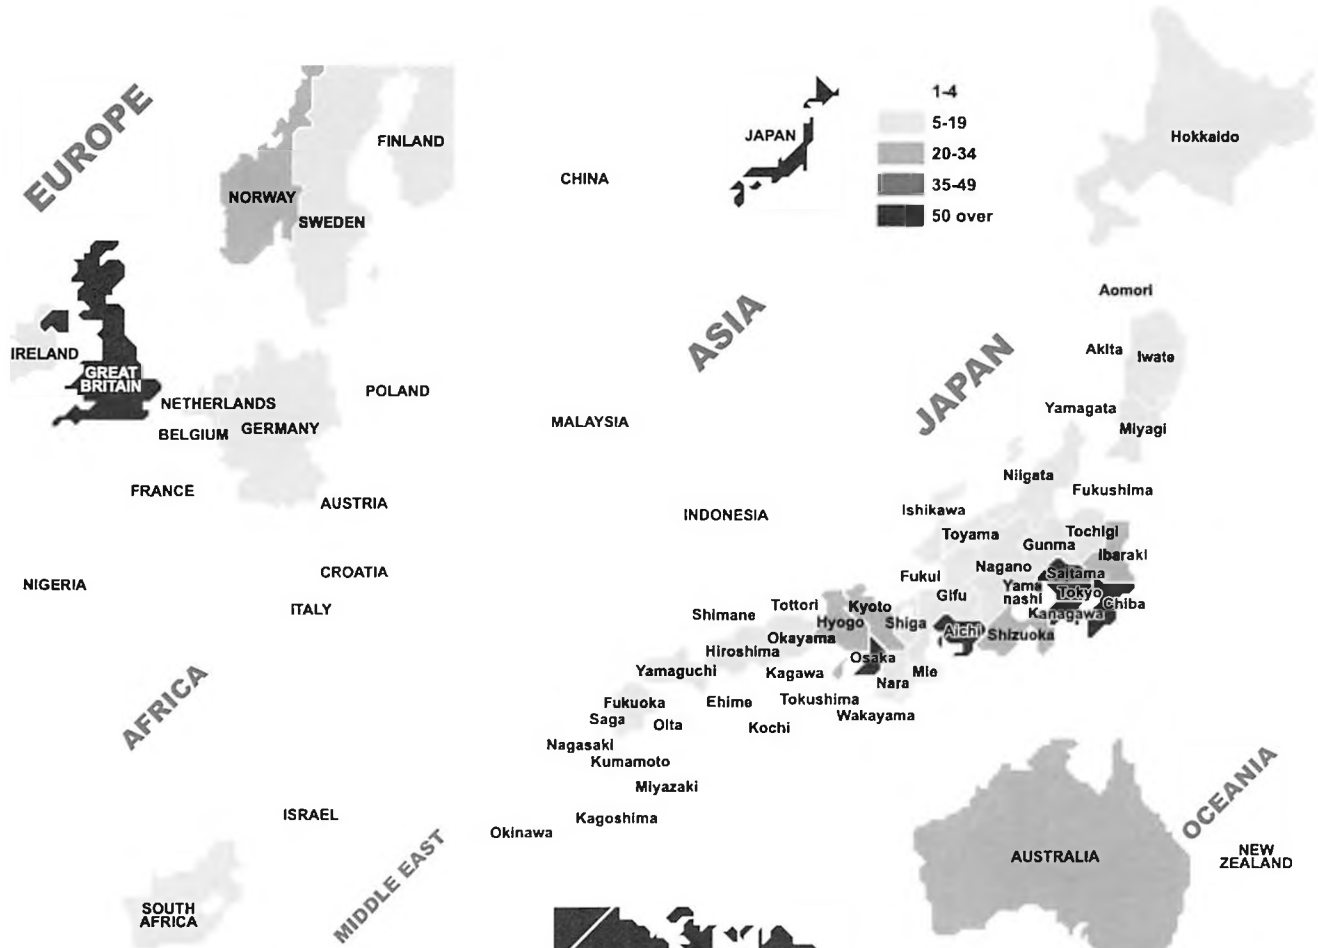 EUROPE
FINLAND
NORWAY
SWEDEN
IRELAND
GREAT
BRITAIN
NETHERLANDS
BELGIUM
GERMANY
POLAND
FRANCE
AUSTRIA
CROATIA
ITALY
NIGERIA
AFRICA
SOUTH
AFRICA
ISRAEL
MIDDLE EAST
CHINA
JAPAN
1-4
5-19
20-34
35-49
50 over
ASIA
MALAYSIA
INDONESIA
JAPAN
Hokkaido
Aomori
Akita
Iwate
Yamagata
Miyagi
Niigata
Fukushima
Ishikawa
Toyama
Tochigi
Gunma
Ibaraki
Nagano
Saitama
Fukui
Gifu
Yama
nashi
Tokyo
Chiba
Kanagawa
Shimane
Tottori
Kyoto
Hyogo
Shiga
Aichi
Shizuoka
Okayama
Hiroshima
Osaka
Yamaguchi
Kagawa
Mie
Nara
Fukuoka
Ehime
Tokushima
Wakayama
Saga
Oita
Kochi
Nagasaki
Kumamoto
Miyazaki
Kagoshima
Okinawa
OCEANIA
AUSTRALIA
NEW
ZEALAND